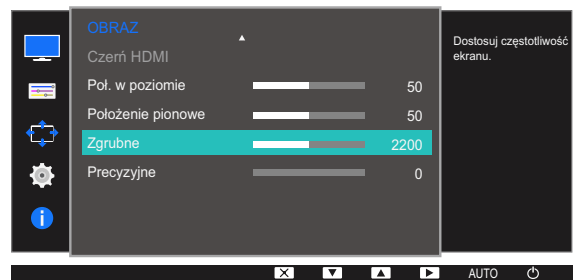 OBRAZ
Czerń HDMI
Poł. w poziomie 50
Położenie pionowe 50
Zgrubne 2200
Precyzyjne 0
Dostosuj częstotliwość
ekranu.
AUTO